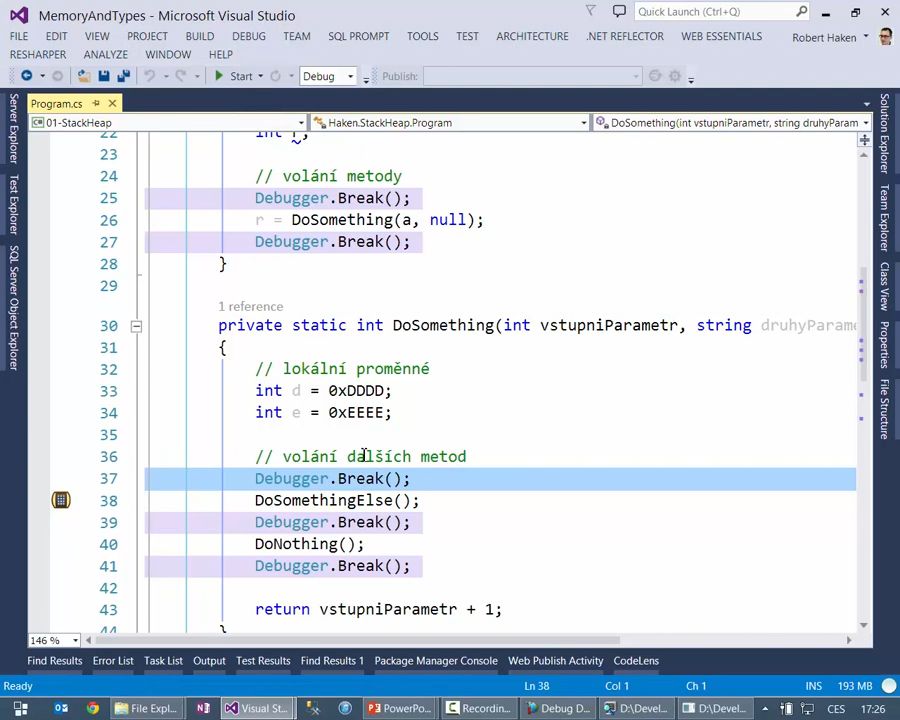 MemoryAndTypes - Microsoft Visual Studio
Quick Launch (Ctrl+Q)
FILE EDIT VIEW PROJECT BUILD DEBUG TEAM SQL PROMPT TOOLS TEST ARCHITECTURE .NET REFLECTOR WEB ESSENTIALS
Robert Haken
RESHARPER ANALYZE WINDOW HELP
Start Debug Publish:
Program.cs
01-StackHeap Haken.StackHeap.Program DoSomething(int vstupniParametr, string druhyParam
22 int r;
23
24 // volání metody
25 Debugger.Break();
26 r = DoSomething(a, null);
27 Debugger.Break();
28 }
29
1 reference
30 private static int DoSomething(int vstupniParametr, string druhyParame
31 {
32 // lokální proměnné
33 int d = 0xDDDD;
34 int e = 0xEEEE;
35
36 // volání dalších metod
37 Debugger.Break();
38 DoSomethingElse();
39 Debugger.Break();
40 DoNothing();
41 Debugger.Break();
42
43 return vstupniParametr + 1;
44 }
146 %
Server Explorer
Test Explorer
SQL Server Object Explorer
Solution Explorer
Team Explorer
Class View
Properties
File Structure
Find Results Error List Task List Output Test Results Find Results 1 Package Manager Console Web Publish Activity CodeLens
Ready Ln 38 Col 1 Ch 1 INS 193 MB
File Expl... Visual St... PowerPo... Recording... Debug D... D:\Devel... D:\Devel... CES 17:26